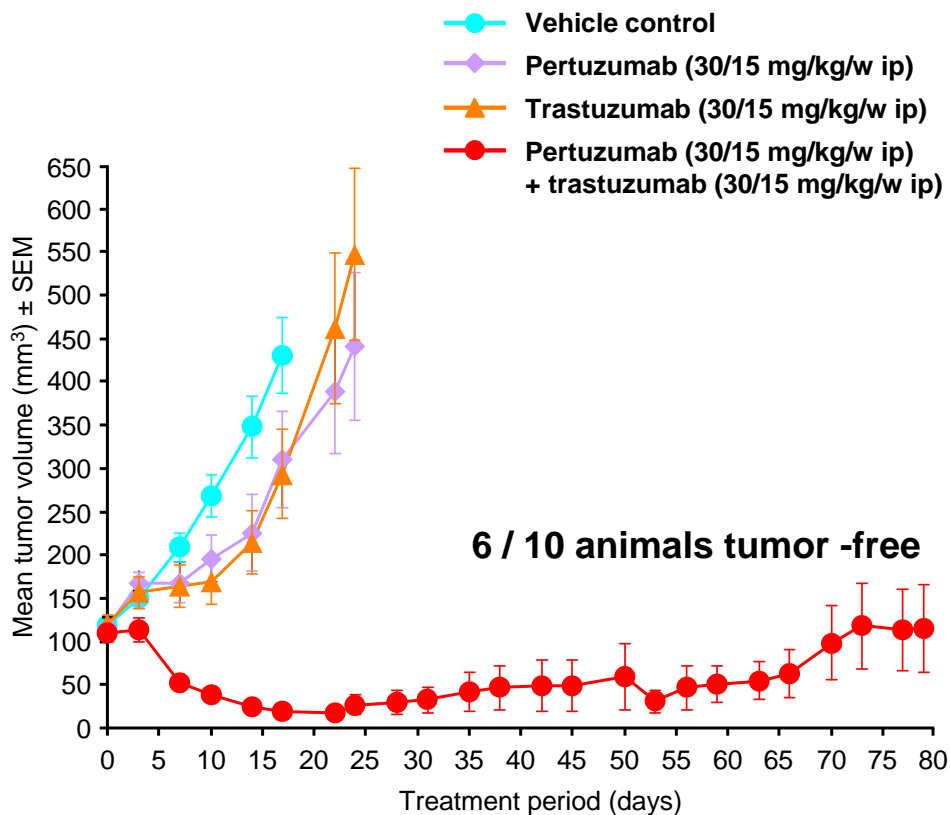 Vehicle control
Pertuzumab (30/15 mg/kg/w ip)
Trastuzumab (30/15 mg/kg/w ip)
Pertuzumab (30/15 mg/kg/w ip)
+ trastuzumab (30/15 mg/kg/w ip)
Mean tumor volume (mm³) ± SEM
650
600
550
500
450
400
350
300
250
200
150
100
50
0
6 / 10 animals tumor -free
0 5 10 15 20 25 30 35 40 45 50 55 60 65 70 75 80
Treatment period (days)